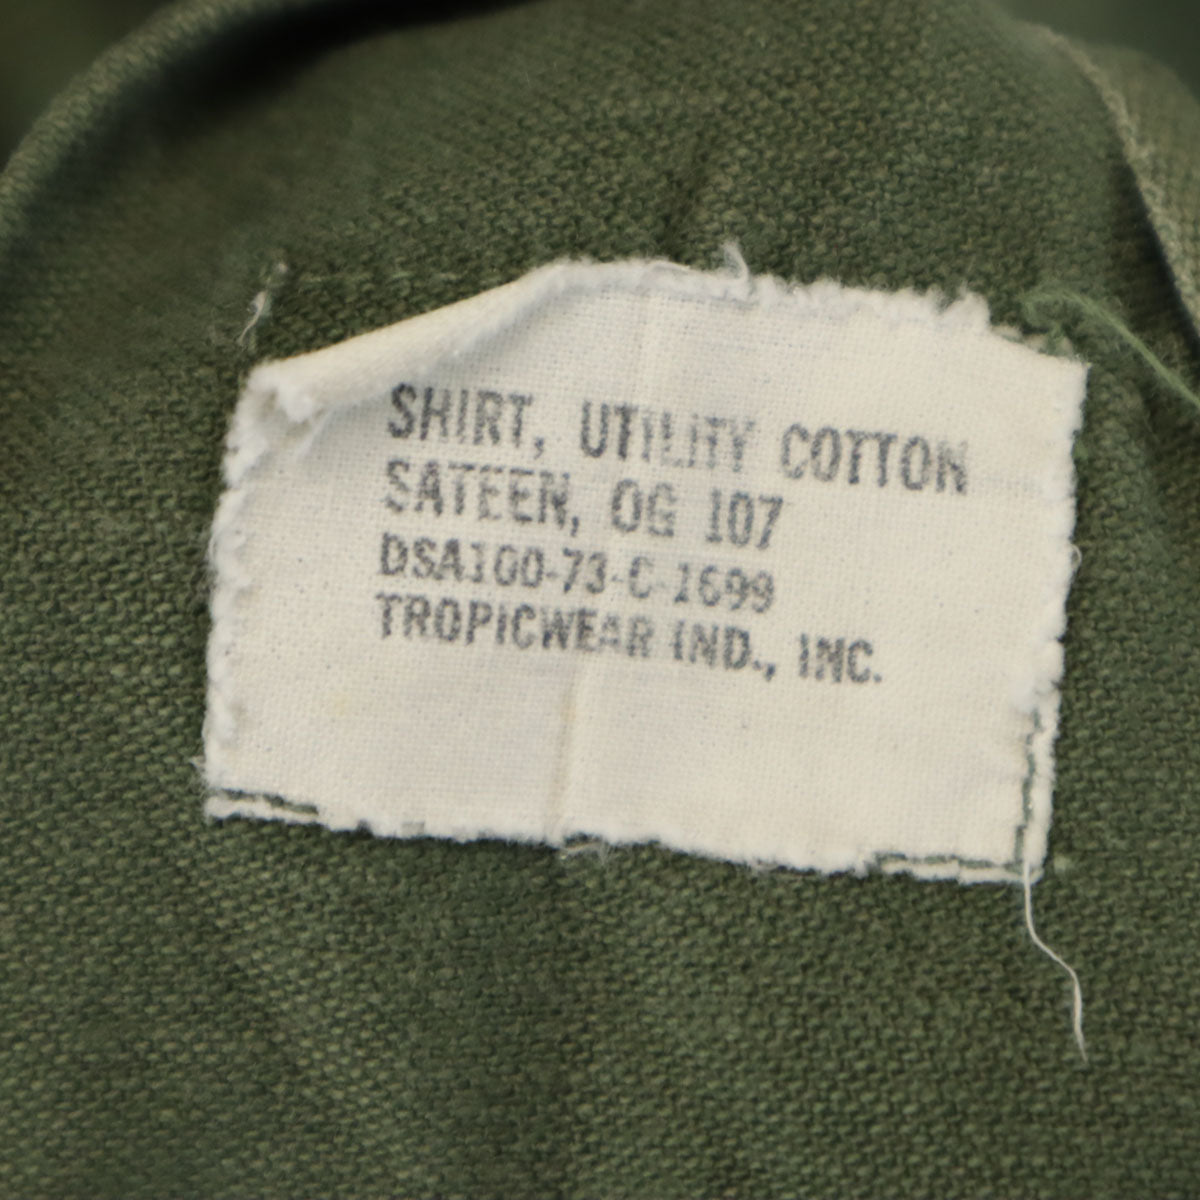 SHIRT, UTILITY COTTON
SATEEN, OG 107
DSA100-73-C-1699
TROPICWEAR IND., INC.